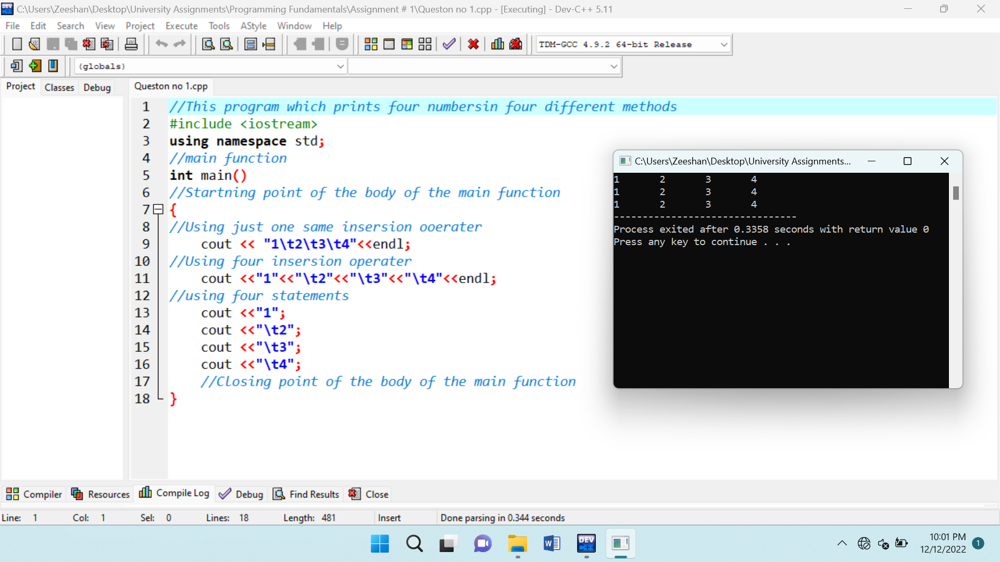 C:\Users\Zeeshan\Desktop\University Assignments\Programming Fundamentals\Assignment # 1\Queston no 1.cpp - [Executing] - Dev-C++ 5.11
File Edit Search View Project Execute Tools AStyle Window Help
TDM-GCC 4.9.2 64-bit Release
(globals)
Project Classes Debug
Queston no 1.cpp
1 //This program which prints four numbersin four different methods
2 #include <iostream>
3 using namespace std;
4 //main function
5 int main()
6 //Startning point of the body of the main function
7 {
8 //Using just one same insersion ooerater
9 cout << "1\t2\t3\t4"<<endl;
10 //Using four insersion operater
11 cout <<"1"<<"\t2"<<"\t3"<<"\t4"<<endl;
12 //using four statements
13 cout <<"1";
14 cout <<"\t2";
15 cout <<"\t3";
16 cout <<"\t4";
17 //Closing point of the body of the main function
18 }
C:\Users\Zeeshan\Desktop\University Assignments...
1 2 3 4
1 2 3 4
1 2 3 4
--------------------------------
Process exited after 0.3358 seconds with return value 0
Press any key to continue . . .
Compiler Resources Compile Log Debug Find Results Close
Line: 1 Col: 1 Sel: 0 Lines: 18 Length: 481 Insert Done parsing in 0.344 seconds
DEV C++
W
10:01 PM
12/12/2022
1